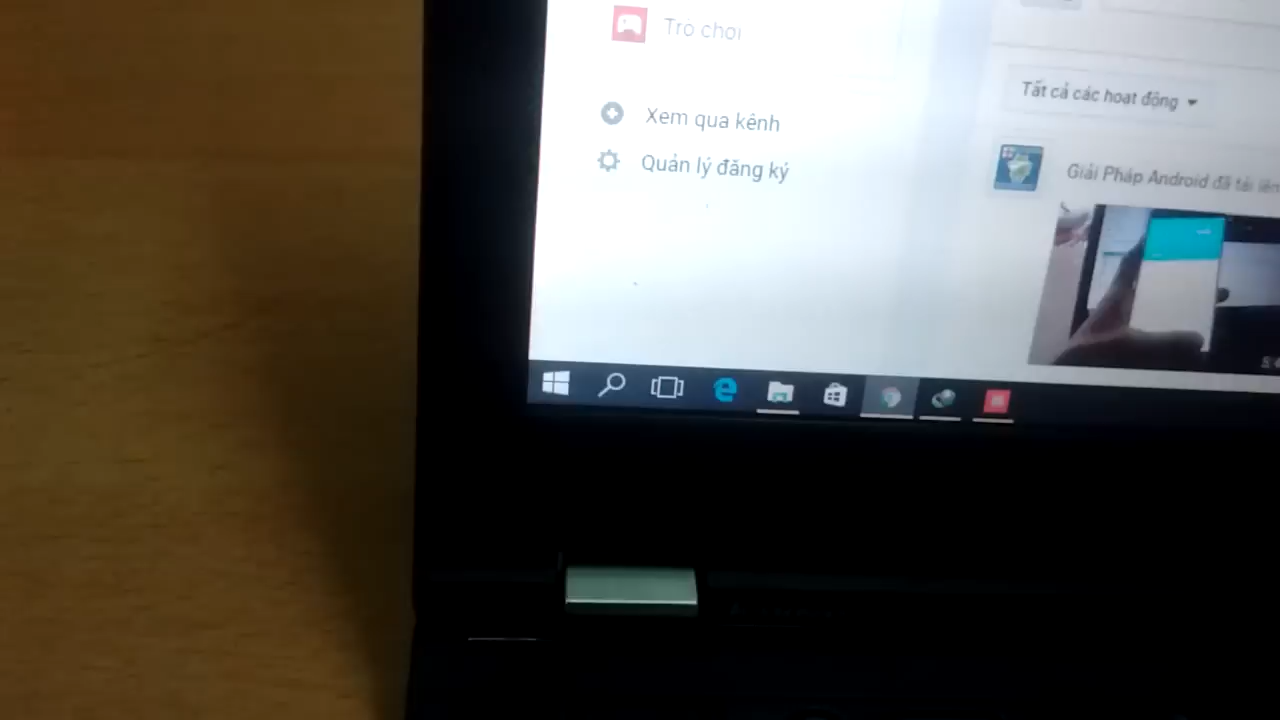 Trò chơi
Xem qua kênh
Quản lý đăng ký
Tất cả các hoạt động
Giải Pháp Android đã tải lên